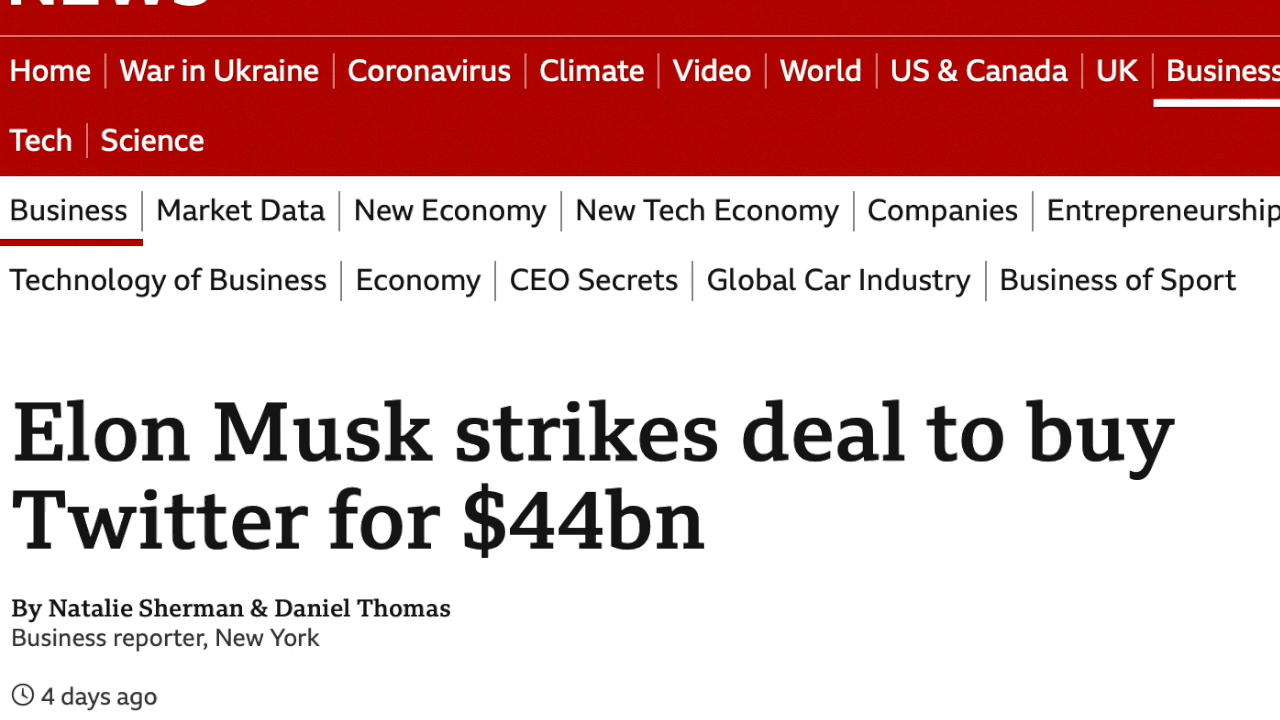 NEWS
Home War in Ukraine Coronavirus Climate Video World US & Canada UK Business
Tech Science
Business Market Data New Economy New Tech Economy Companies Entrepreneurship
Technology of Business Economy CEO Secrets Global Car Industry Business of Sport
Elon Musk strikes deal to buy
Twitter for $44bn
By Natalie Sherman & Daniel Thomas
Business reporter, New York
4 days ago